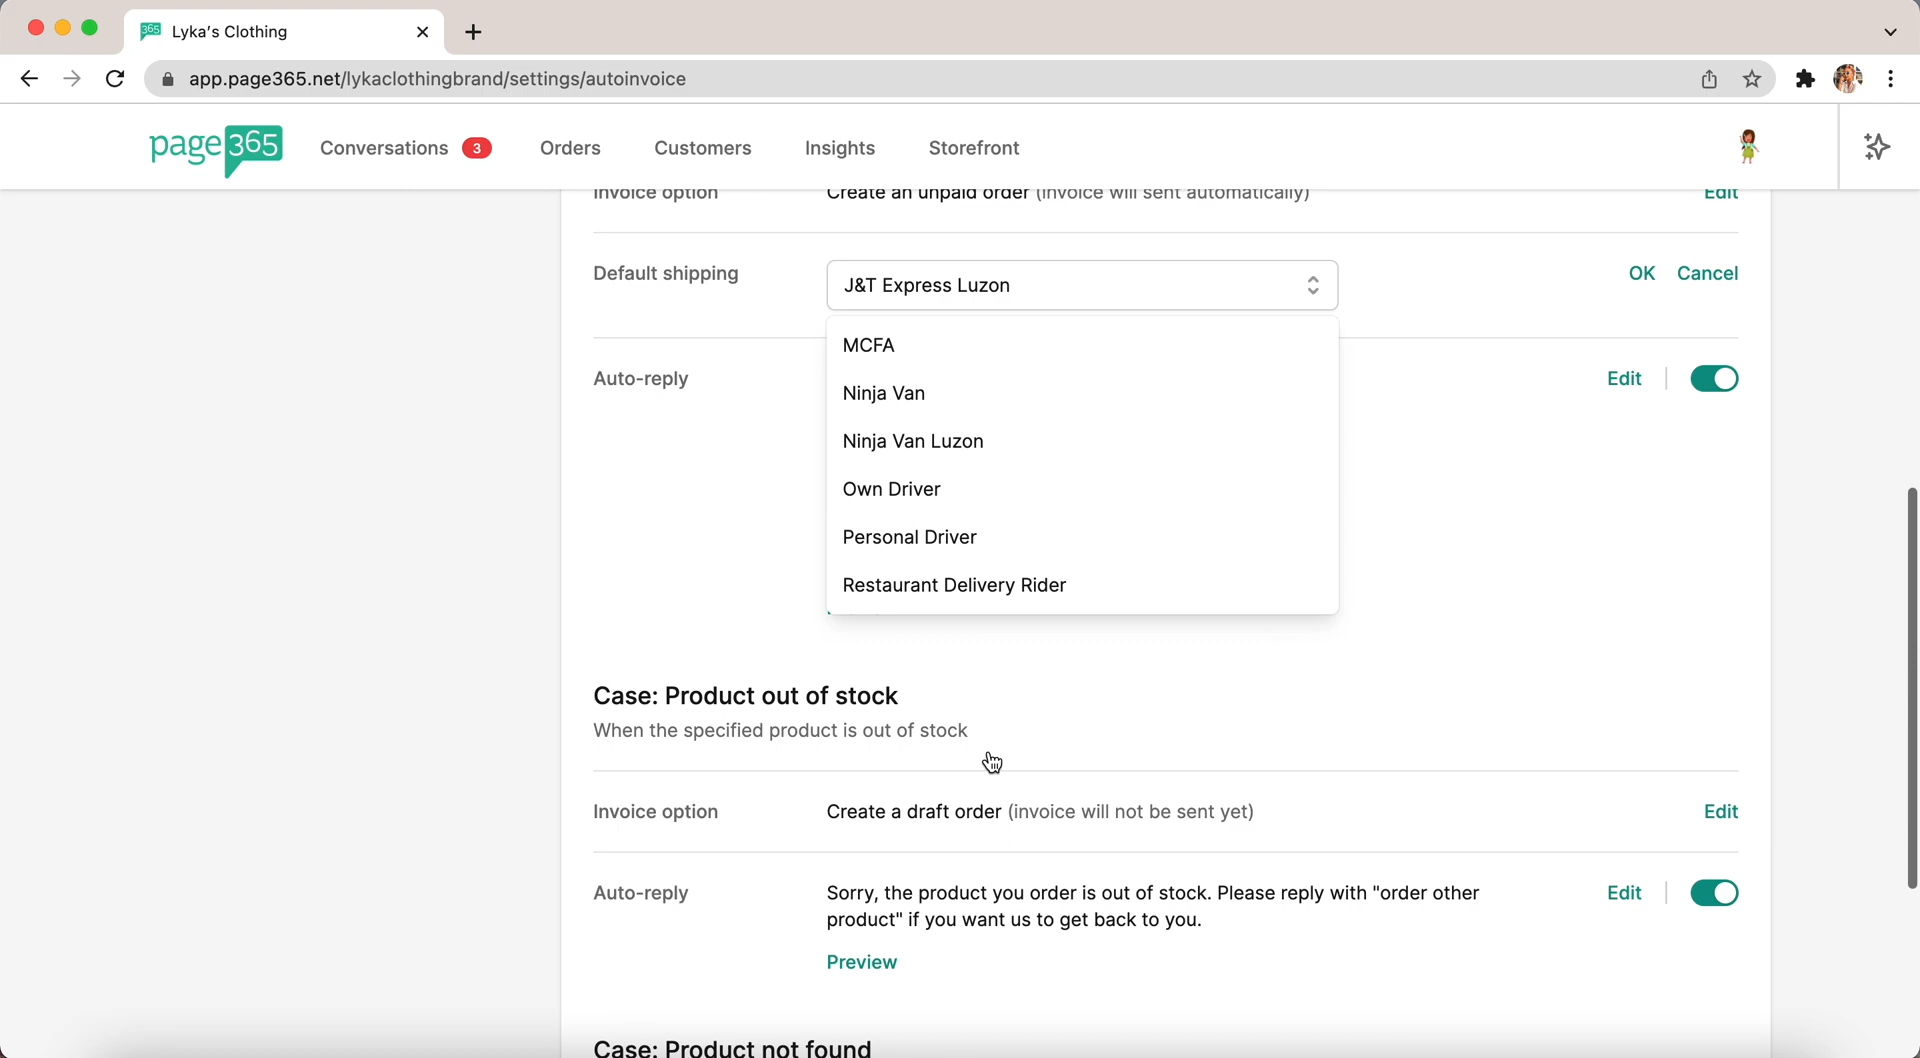 365 Lyka's Clothing
app.page365.net/lykaclothingbrand/settings/autoinvoice
page 365 Conversations 3 Orders Customers Insights Storefront
Invoice option Create an unpaid order (invoice will sent automatically) Edit
Default shipping J&T Express Luzon OK Cancel
MCFA
Auto-reply Edit
Ninja Van
Ninja Van Luzon
Own Driver
Personal Driver
Restaurant Delivery Rider
Case: Product out of stock
When the specified product is out of stock
Invoice option Create a draft order (invoice will not be sent yet) Edit
Auto-reply Sorry, the product you order is out of stock. Please reply with "order other Edit
product" if you want us to get back to you.
Preview
Case: Product not found